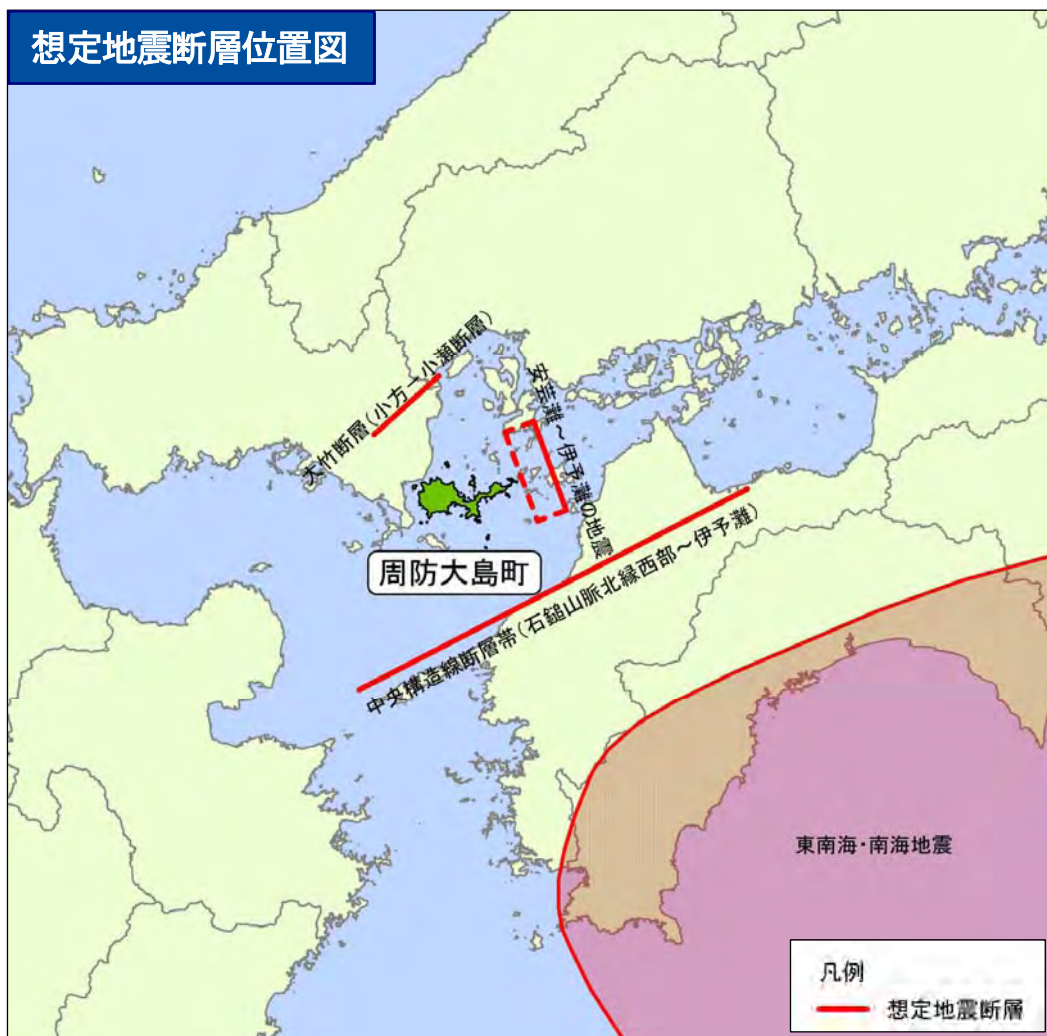 想定地震断層位置図
大竹断層(小方－小瀬断層)
安芸灘～伊予灘の地震
周防大島町
中央構造線断層帯(石鎚山脈北縁西部～伊予灘)
東南海・南海地震
凡例
想定地震断層